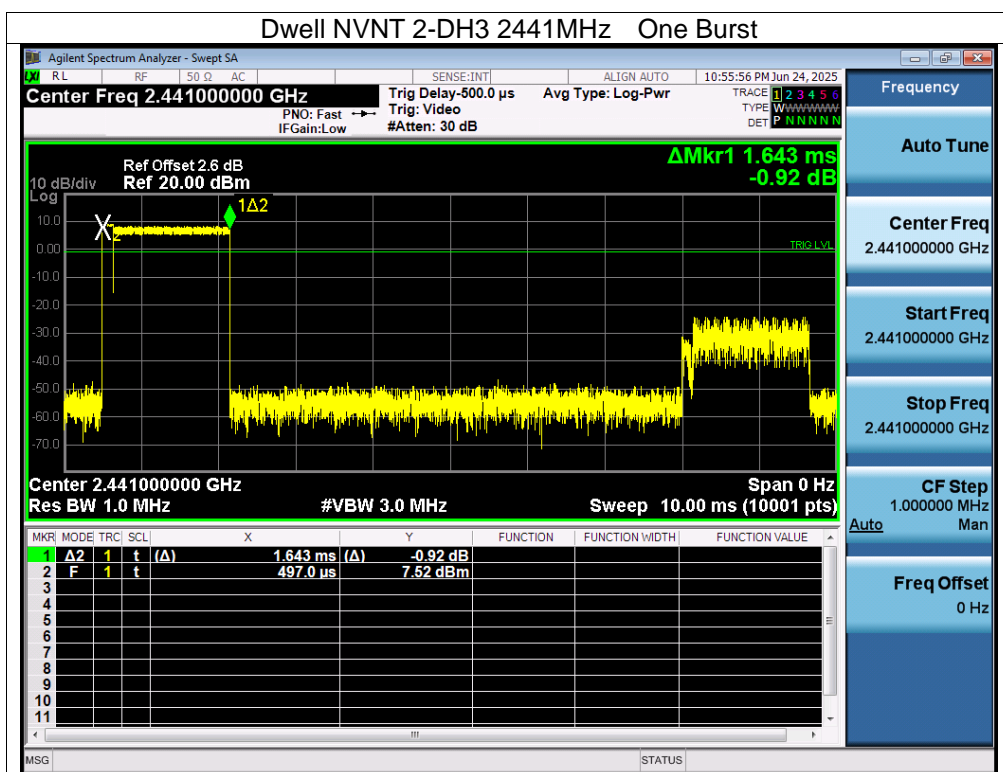 Dwell NVNT 2-DH3 2441MHz One Burst
Agilent Spectrum Analyzer - Swept SA
LXI RL RF 50 Ω AC SENSE:INT ALIGN AUTO 10:55:56 PM Jun 24, 2025
Center Freq 2.441000000 GHz Trig Delay-500.0 µs Avg Type: Log-Pwr TRACE 1 2 3 4 5 6
PNO: Fast Trig: Video TYPE WWWWWW
IFGain:Low #Atten: 30 dB DET P N N N N N
Frequency
Auto Tune
Center Freq
2.441000000 GHz
Start Freq
2.441000000 GHz
Stop Freq
2.441000000 GHz
CF Step
1.000000 MHz
Auto Man
Freq Offset
0 Hz
ΔMkr1 1.643 ms
-0.92 dB
Ref Offset 2.6 dB
10 dB/div Ref 20.00 dBm
Log
1Δ2
10.0
X2
0.00
TRIG LVL
-10.0
-20.0
-30.0
-40.0
-50.0
-60.0
-70.0
Center 2.441000000 GHz Span 0 Hz
Res BW 1.0 MHz #VBW 3.0 MHz Sweep 10.00 ms (10001 pts)
MKR MODE TRC SCL X Y FUNCTION FUNCTION WIDTH FUNCTION VALUE
1 Δ2 1 t (Δ) 1.643 ms (Δ) -0.92 dB
2 F 1 t 497.0 µs 7.52 dBm
3
4
5
6
7
8
9
10
11
MSG STATUS